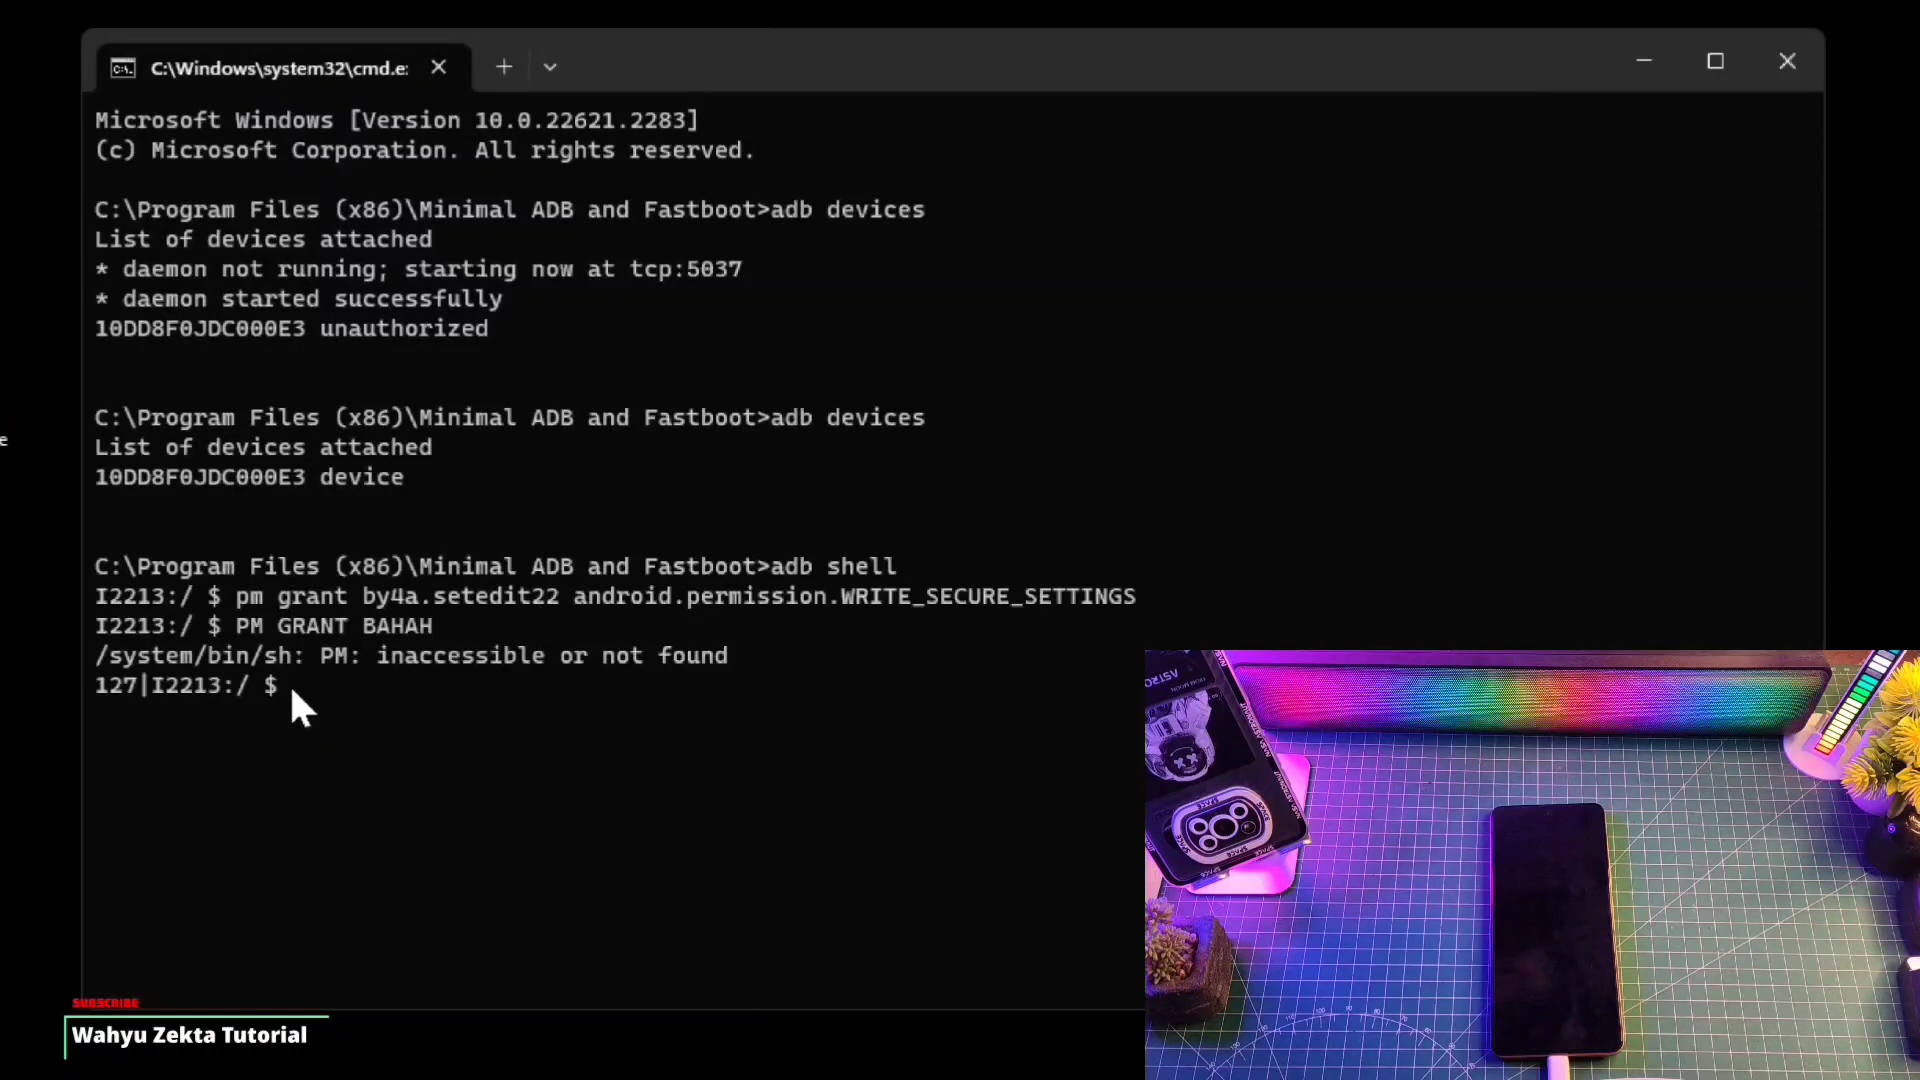 C:\Windows\system32\cmd.e:
Microsoft Windows [Version 10.0.22621.2283]
(c) Microsoft Corporation. All rights reserved.
C:\Program Files (x86)\Minimal ADB and Fastboot>adb devices
List of devices attached
* daemon not running; starting now at tcp:5037
* daemon started successfully
10DD8F0JDC000E3 unauthorized
e
C:\Program Files (x86)\Minimal ADB and Fastboot>adb devices
List of devices attached
10DD8F0JDC000E3 device
C:\Program Files (x86)\Minimal ADB and Fastboot>adb shell
I2213:/ $ pm grant by4a.setedit22 android.permission.WRITE_SECURE_SETTINGS
I2213:/ $ PM GRANT BAHAH
/system/bin/sh: PM: inaccessible or not found
127|I2213:/ $
SUBSCRIBE
Wahyu Zekta Tutorial